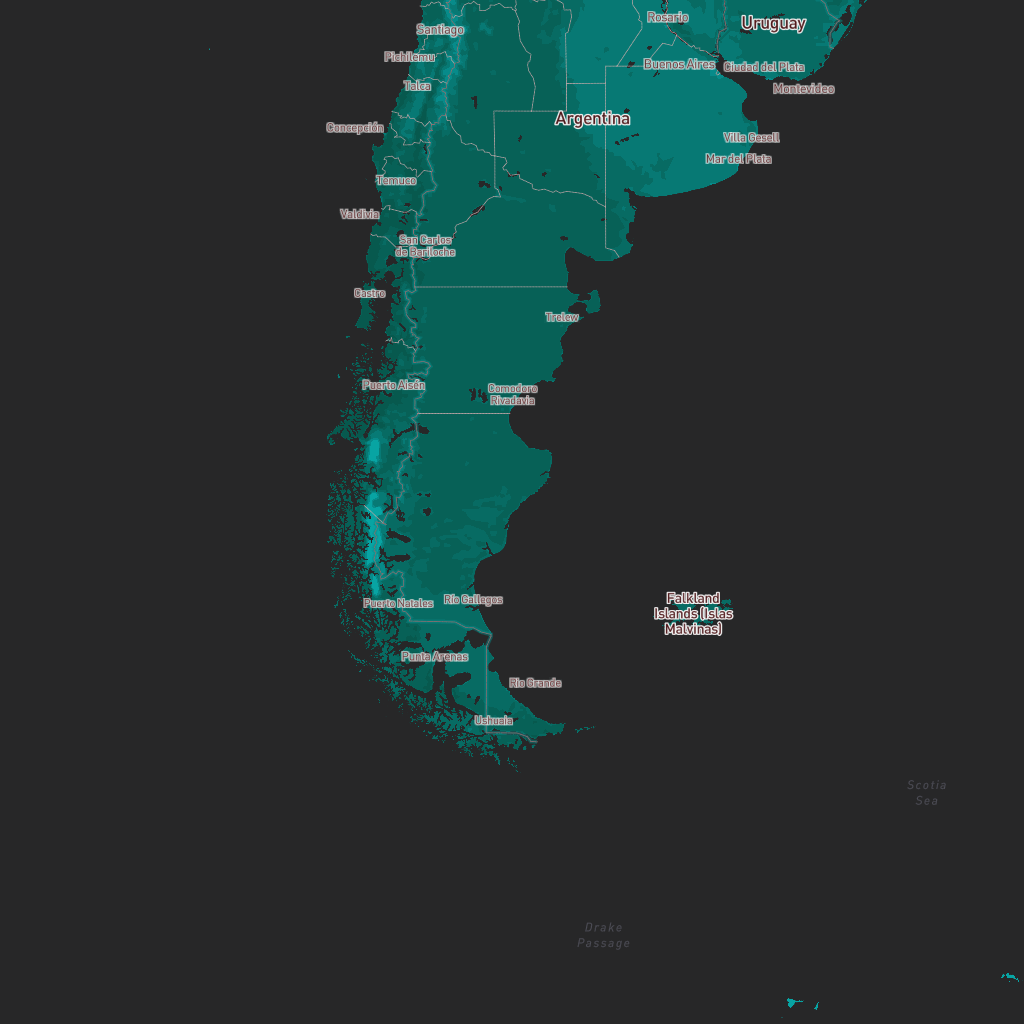 Rosario
Uruguay
Santiago
Pichilemu
Buenos Aires
Ciudad del Plata
Talca
Montevideo
Argentina
Concepción
Villa Gesell
Mar del Plata
Temuco
Valdivia
San Carlos
de Bariloche
Castro
Trelew
Puerto Aisén
Comodoro
Rivadavia
Falkland
Islands (Islas
Malvinas)
Río Gallegos
Puerto Natales
Punta Arenas
Río Grande
Ushuaia
Scotia
Sea
Drake
Passage